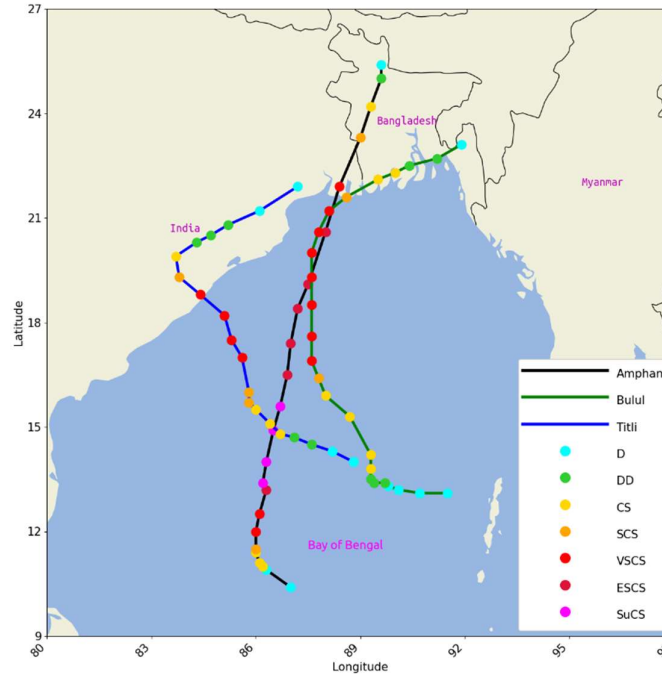 27
24
21
18
15
12
9
Latitude
Bangladesh
Myanmar
India
Bay of Bengal
Amphan
Bulul
Titli
D
DD
CS
SCS
VSCS
ESCS
SuCS
80
83
86
89
92
95
Longitude